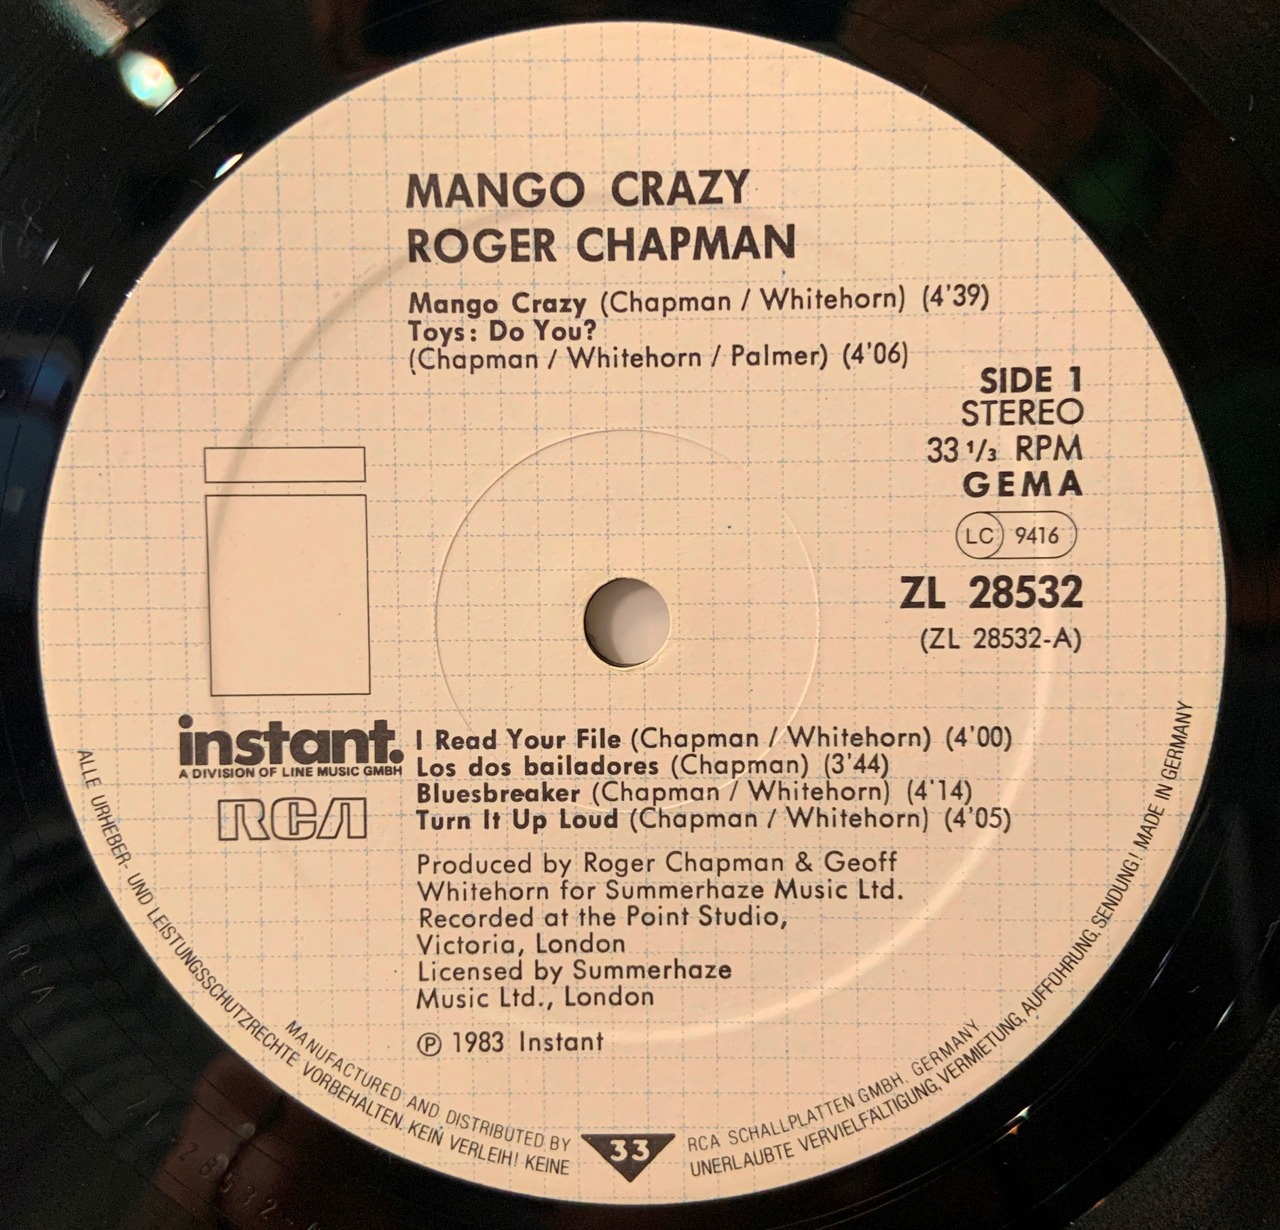 MANGO CRAZY
ROGER CHAPMAN
Mango Crazy (Chapman / Whitehorn) (4'39)
Toys: Do You?
(Chapman / Whitehorn / Palmer) (4'06)
SIDE 1
STEREO
33 1/3 RPM
GEMA
LC 9416
ZL 28532
(ZL 28532-A)
instant.
A DIVISION OF LINE MUSIC GMBH
RCA
I Read Your File (Chapman / Whitehorn) (4'00)
Los dos bailadores (Chapman) (3'44)
Bluesbreaker (Chapman / Whitehorn) (4'14)
Turn It Up Loud (Chapman / Whitehorn) (4'05)
Produced by Roger Chapman & Geoff
Whitehorn for Summerhaze Music Ltd.
Recorded at the Point Studio,
Victoria, London
Licensed by Summerhaze
Music Ltd., London
℗ 1983 Instant
MANUFACTURED AND DISTRIBUTED BY 33 RCA SCHALLPLATTEN GMBH. GERMANY
ALLE URHEBER- UND LEISTUNGSSCHUTZRECHTE VORBEHALTEN. KEIN VERLEIH! KEINE UNERLAUBTE VERVIELFÄLTIGUNG, VERMIETUNG, AUFFÜHRUNG, SENDUNG! MADE IN GERMANY
RCA